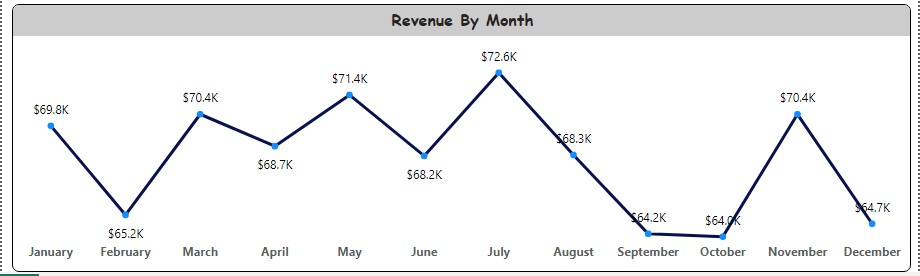 Revenue By Month
$69.8K
$65.2K
$70.4K
$68.7K
$71.4K
$68.2K
$72.6K
$68.3K
$64.2K
$64.0K
$70.4K
$64.7K
January February March April May June July August September October November December